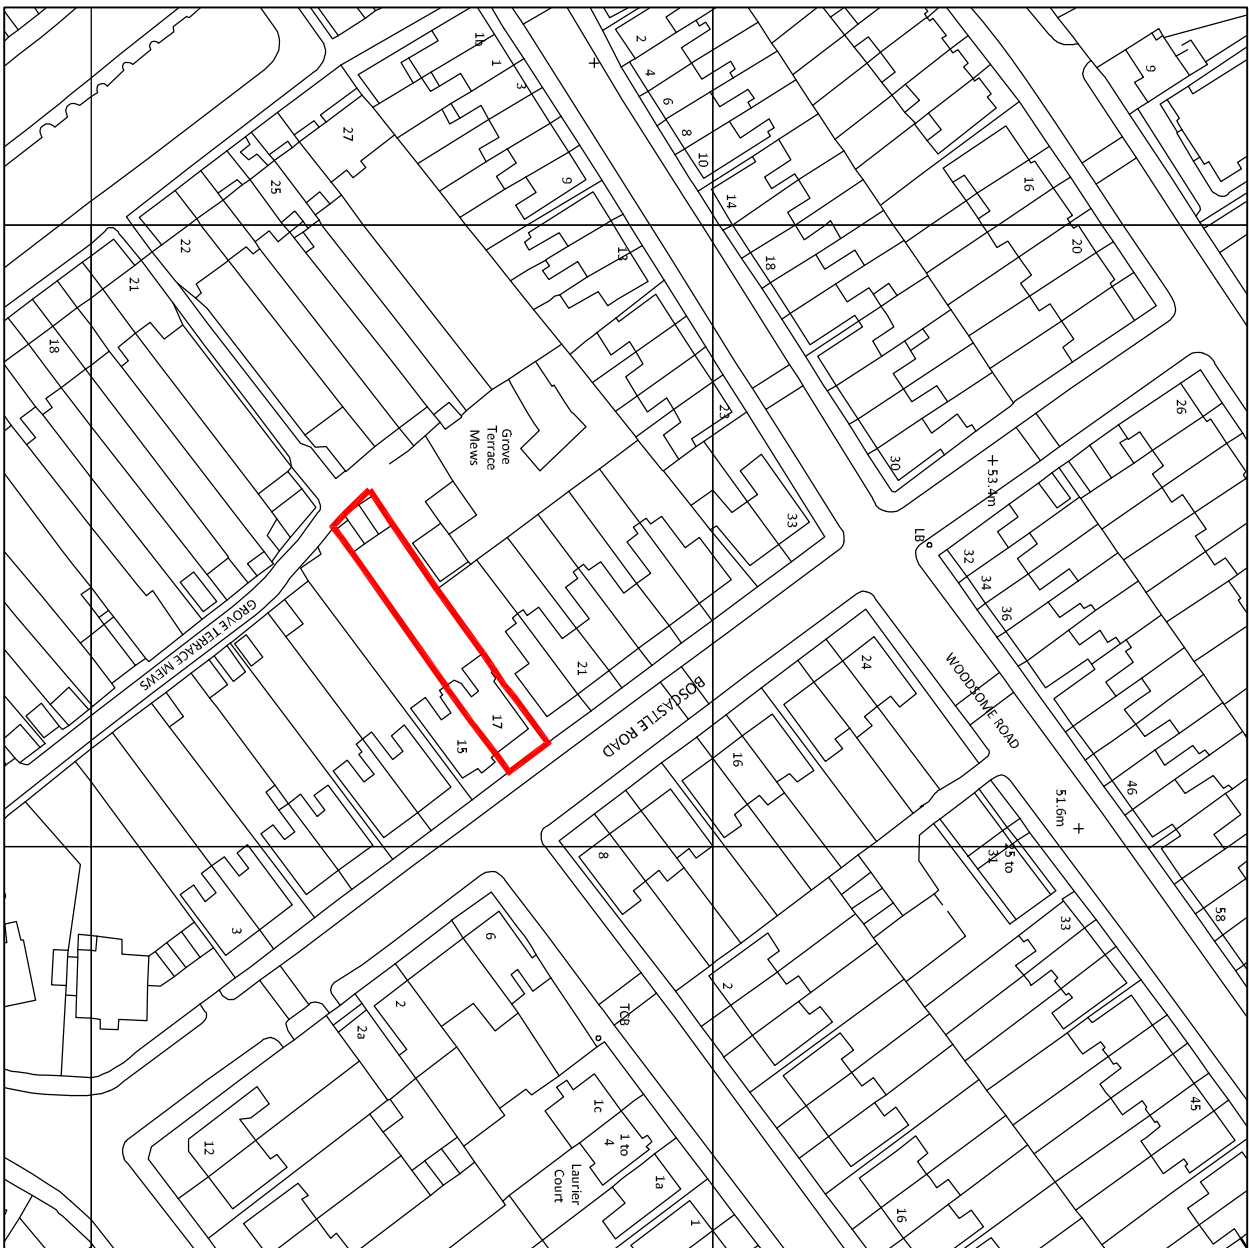 1b
1
3
9
13
23
33
2
4
6
8
10
14
18
30
9
16
20
26
27
25
22
21
18
Grove
Terrace
Mews
53.4m
LB
32
34
36
WOODSOME ROAD
46
51.6m
58
GROVE TERRACE MEWS
BOSCASTLE ROAD
21
17
15
24
16
8
3
25 to
31
33
6
2
2a
TCB
2
12
1c
1 to
4
1a
Laurier
Court
1
45
16